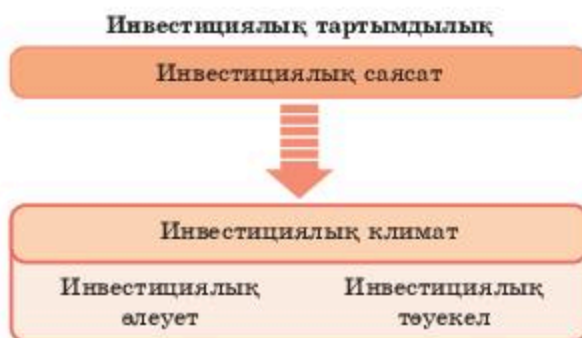 Инвестициялық тартымдылық
Инвестициялық саясат
Инвестициялық климат
Инвестициялық әлеует
Инвестициялық тәуекел